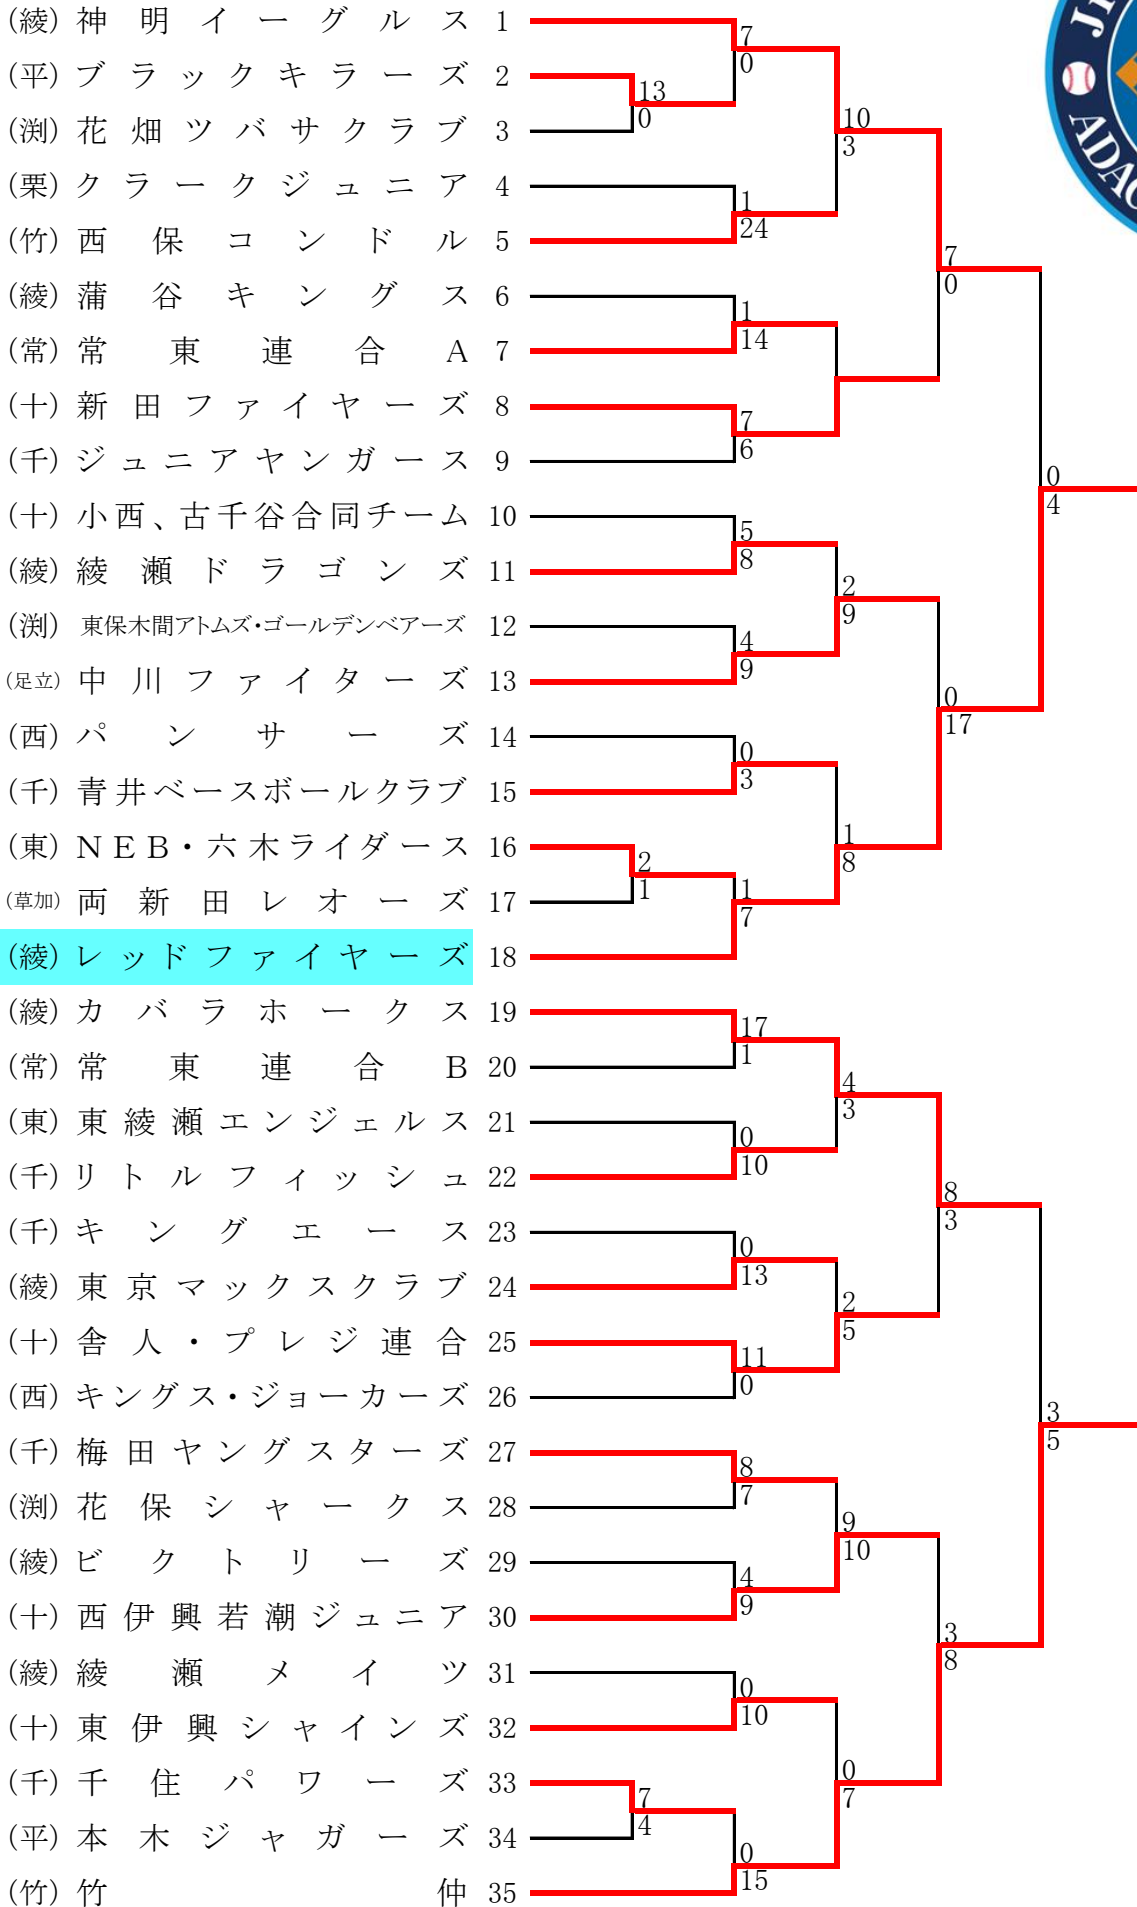 (綾) 神明イーグルス 1
(平) ブラックキラーズ 2
(渕) 花畑ツバサクラブ 3
(栗) クラークジュニア 4
(竹) 西保コンドル 5
(綾) 蒲谷キングス 6
(常) 常東連合A 7
(十) 新田ファイヤーズ 8
(千) ジュニアヤンガース 9
(十) 小西、古千谷合同チーム 10
(綾) 綾瀬ドラゴンズ 11
(渕) 東保木間アトムズ・ゴールデンベアーズ 12
(足立) 中川ファイターズ 13
(西) パンサーズ 14
(千) 青井ベースボールクラブ 15
(東) NEB・六木ライダース 16
(草加) 両新田レオーズ 17
(綾) レッドファイヤーズ 18
(綾) カバラホークス 19
(常) 常東連合B 20
(東) 東綾瀬エンジェルス 21
(千) リトルフィッシュ 22
(千) キングエース 23
(綾) 東京マックスクラブ 24
(十) 舎人・プレジ連合 25
(西) キングス・ジョーカーズ 26
(千) 梅田ヤングスターズ 27
(渕) 花保シャークス 28
(綾) ビクトリーズ 29
(十) 西伊興若潮ジュニア 30
(綾) 綾瀬メイツ 31
(十) 東伊興シャインズ 32
(千) 千住パワーズ 33
(平) 本木ジャガーズ 34
(竹) 竹仲 35
13
0
2
1
7
4
7
0
1
24
1
14
7
6
5
8
4
9
0
3
1
7
17
1
0
10
0
13
11
0
8
7
4
9
0
10
0
15
10
3
2
9
1
8
4
3
2
5
9
10
0
7
7
0
0
17
8
3
3
8
0
4
3
5